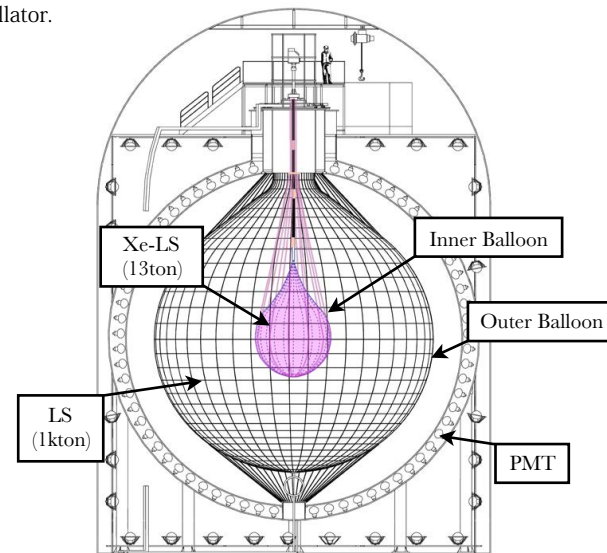 llator.
Xe-LS
(13ton)
Inner Balloon
Outer Balloon
LS
(1kton)
PMT